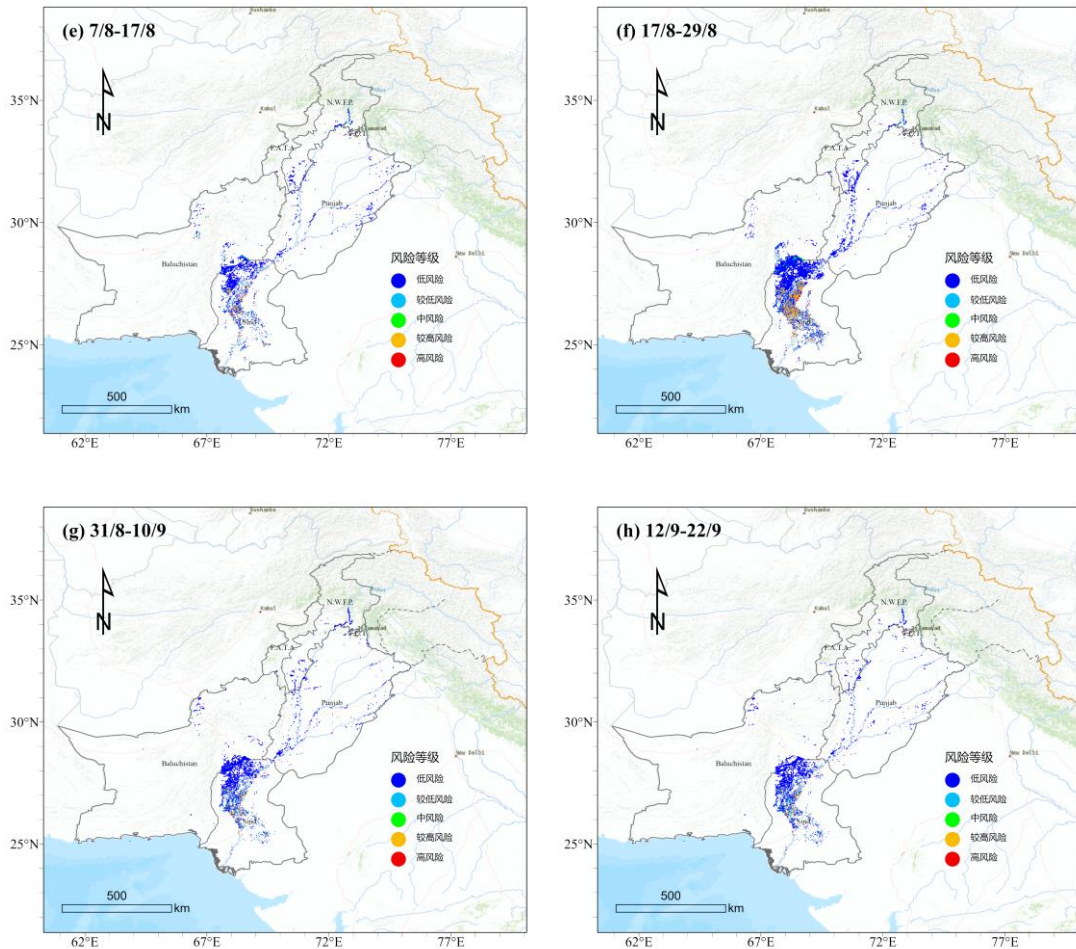 (e) 7/8-17/8
Dushanbe
35°N
N
Kabul
N.W.F.P.
F.A.T.A
30°N
Punjab
New Delhi
Baluchistan
风险等级
低风险
较低风险
中风险
较高风险
高风险
25°N
500
km
62°E 67°E 72°E 77°E
(f) 17/8-29/8
Dushanbe
35°N
N
Kabul
N.W.F.P.
F.A.T.A
30°N
Punjab
New Delhi
Baluchistan
风险等级
低风险
较低风险
中风险
较高风险
高风险
25°N
500
km
62°E 67°E 72°E 77°E
(g) 31/8-10/9
Dushanbe
35°N
N
Kabul
N.W.F.P.
F.A.T.A
30°N
Punjab
New Delhi
Baluchistan
风险等级
低风险
较低风险
中风险
较高风险
高风险
25°N
500
km
62°E 67°E 72°E 77°E
(h) 12/9-22/9
Dushanbe
35°N
N
Kabul
N.W.F.P.
F.A.T.A
30°N
Punjab
New Delhi
Baluchistan
风险等级
低风险
较低风险
中风险
较高风险
高风险
25°N
500
km
62°E 67°E 72°E 77°E